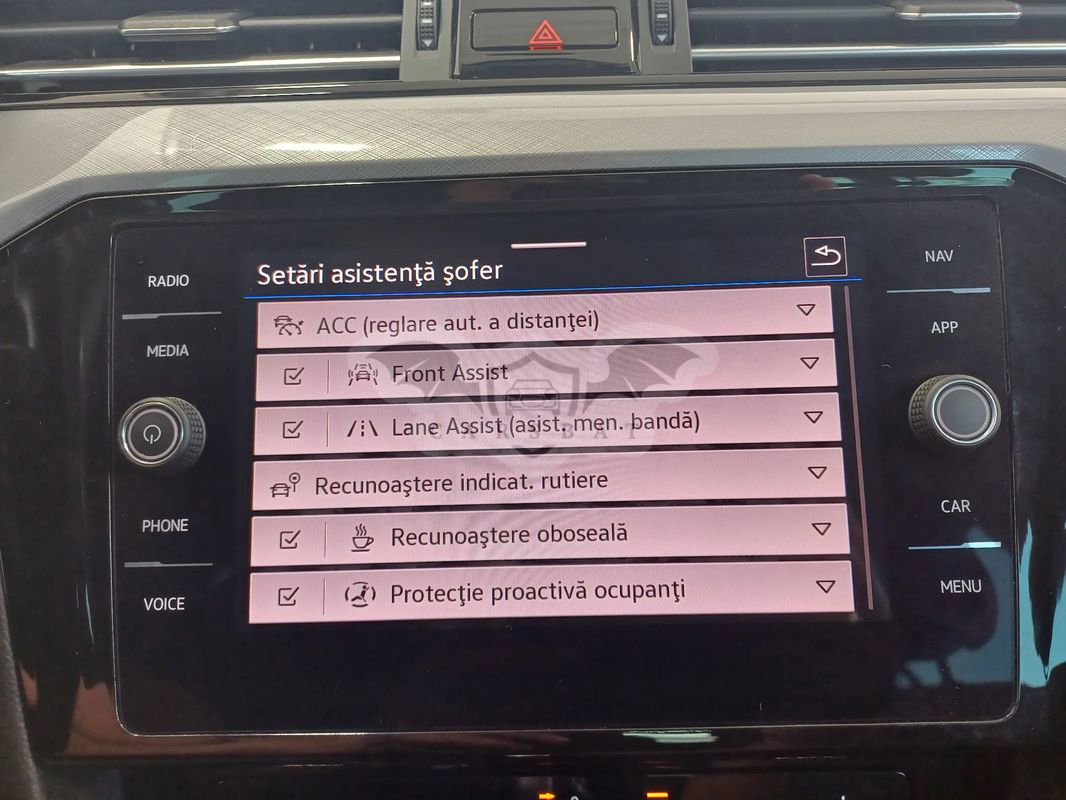 RADIO
MEDIA
PHONE
VOICE
Setări asistenţă şofer
ACC (reglare aut. a distanţei)
Front Assist
Lane Assist (asist. men. bandă)
Recunoaştere indicat. rutiere
Recunoaştere oboseală
Protecţie proactivă ocupanţi
CARSBAT
NAV
APP
CAR
MENU